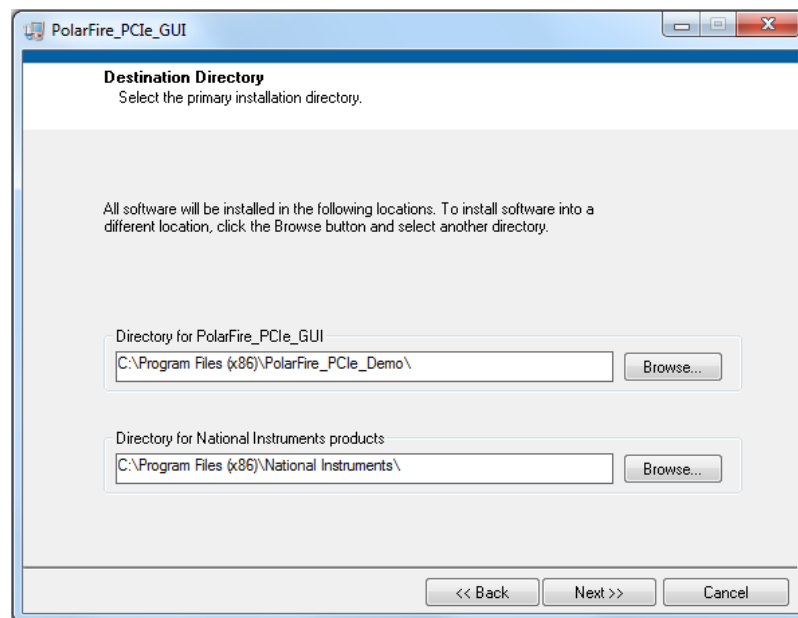 PolarFire_PCIe_GUI
Destination Directory
Select the primary installation directory.
All software will be installed in the following locations. To install software into a
different location, click the Browse button and select another directory.
Directory for PolarFire_PCIe_GUI
C:\Program Files (x86)\PolarFire_PCIe_Demo\
Browse...
Directory for National Instruments products
C:\Program Files (x86)\National Instruments\
Browse...
<< Back
Next >>
Cancel